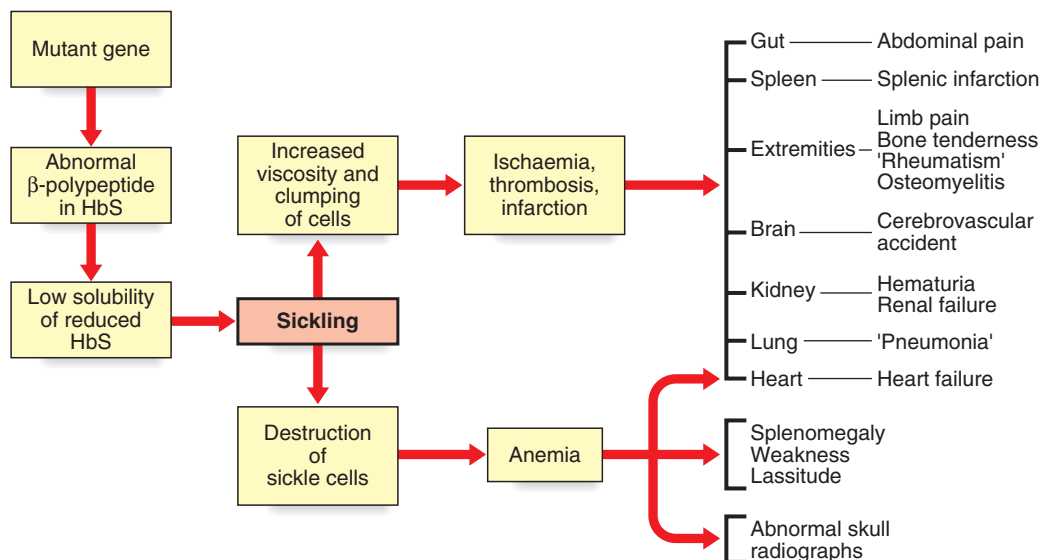 Mutant gene
Abnormal
β-polypeptide
in HbS
Low solubility
of reduced
HbS
Increased
viscosity and
clumping
of cells
Sickling
Destruction
of
sickle cells
Ischaemia,
thrombosis,
infarction
Anemia
Gut Abdominal pain
Spleen Splenic infarction
Extremities
Limb pain
Bone tenderness
'Rheumatism'
Osteomyelitis
Brain
Cerebrovascular
accident
Kidney
Hematuria
Renal failure
Lung 'Pneumonia'
Heart Heart failure
Splenomegaly
Weakness
Lassitude
Abnormal skull
radiographs